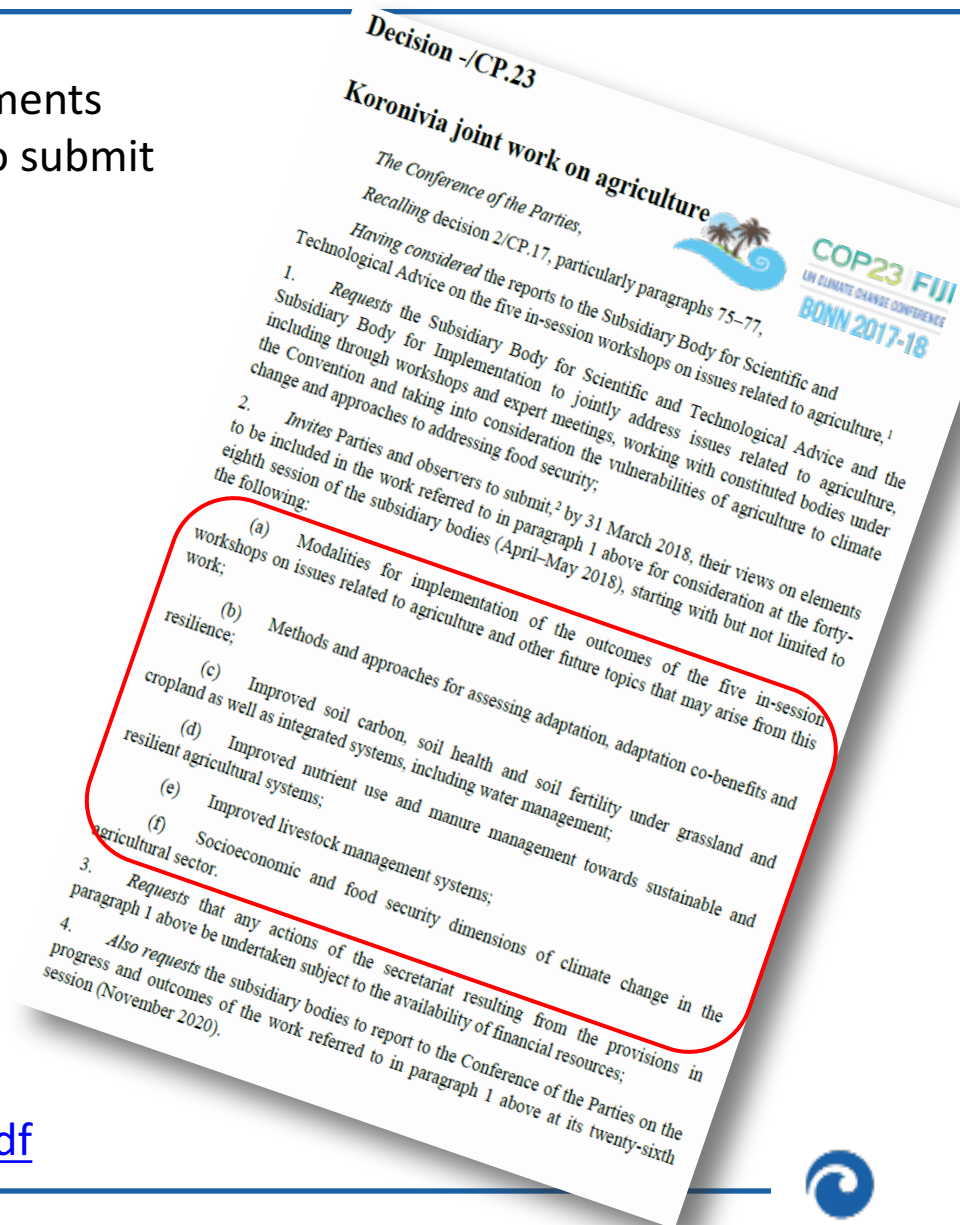 ments
o submit
Decision -/CP.23
Koronivia joint work on agriculture
The Conference of the Parties,
Recalling decision 2/CP.17, particularly paragraphs 75–77,
Having considered the reports to the Subsidiary Body for Scientific and
Technological Advice on the five in-session workshops on issues related to agriculture,¹
1. Requests the Subsidiary Body for Scientific and Technological Advice and the
Subsidiary Body for Implementation to jointly address issues related to agriculture,
including through workshops and expert meetings, working with constituted bodies under
the Convention and taking into consideration the vulnerabilities of agriculture to climate
change and approaches to addressing food security;
2. Invites Parties and observers to submit,² by 31 March 2018, their views on elements
to be included in the work referred to in paragraph 1 above for consideration at the forty-
eighth session of the subsidiary bodies (April–May 2018), starting with but not limited to
the following:
(a) Modalities for implementation of the outcomes of the five in-session
workshops on issues related to agriculture and other future topics that may arise from this
work;
(b) Methods and approaches for assessing adaptation, adaptation co-benefits and
resilience;
(c) Improved soil carbon, soil health and soil fertility under grassland and
cropland as well as integrated systems, including water management;
(d) Improved nutrient use and manure management towards sustainable and
resilient agricultural systems;
(e) Improved livestock management systems;
(f) Socioeconomic and food security dimensions of climate change in the
agricultural sector.
3. Requests that any actions of the secretariat resulting from the provisions in
paragraph 1 above be undertaken subject to the availability of financial resources;
4. Also requests the subsidiary bodies to report to the Conference of the Parties on the
progress and outcomes of the work referred to in paragraph 1 above at its twenty-sixth
session (November 2020).
COP23 FIJI
UN CLIMATE CHANGE CONFERENCE
BONN 2017-18
df